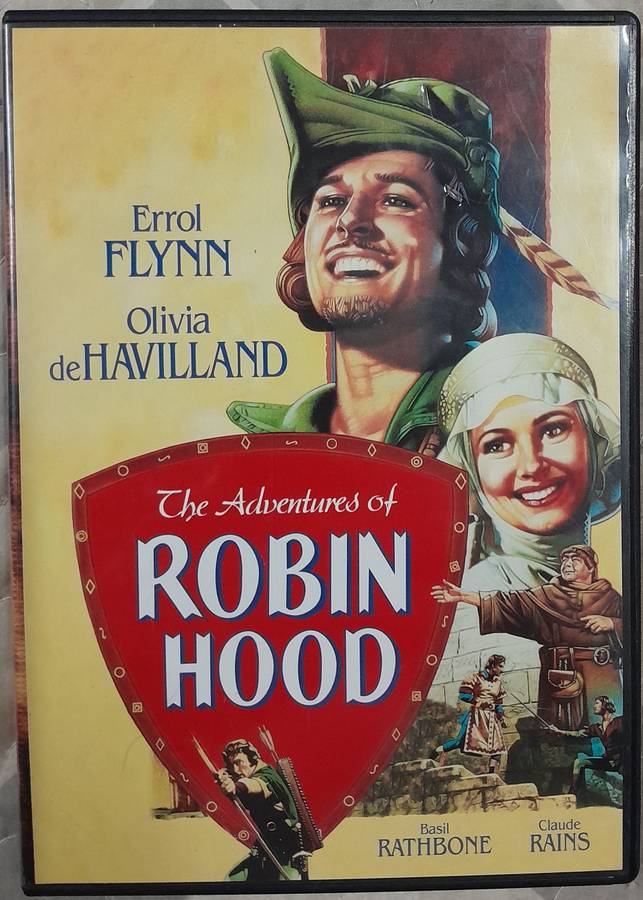 Errol
FLYNN
Olivia
deHAVILLAND
The Adventures of
ROBIN
HOOD
Basil
RATHBONE
Claude
RAINS